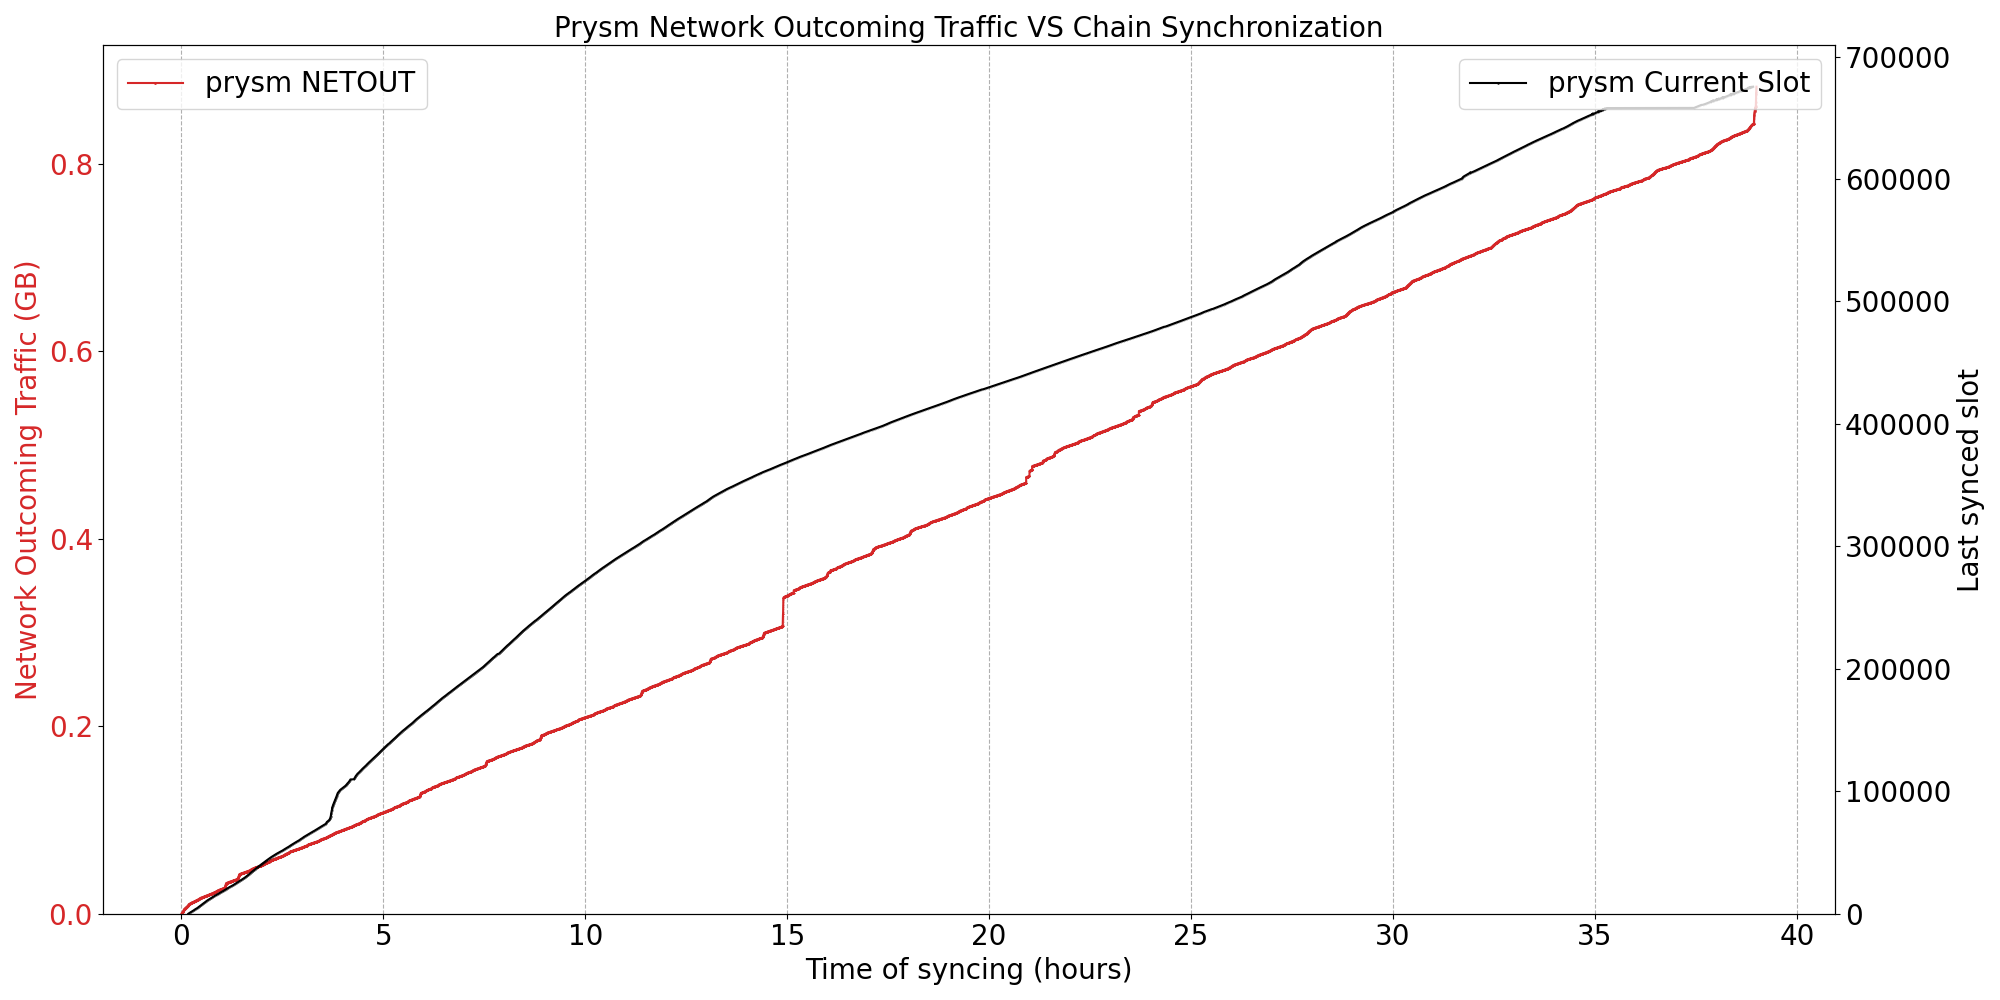 Prysm Network Outcoming Traffic VS Chain Synchronization
prysm NETOUT
prysm Current Slot
Network Outcoming Traffic (GB)
0.8
0.6
0.4
0.2
0.0
700000
600000
500000
400000
300000
200000
100000
0
Last synced slot
0 5 10 15 20 25 30 35 40
Time of syncing (hours)